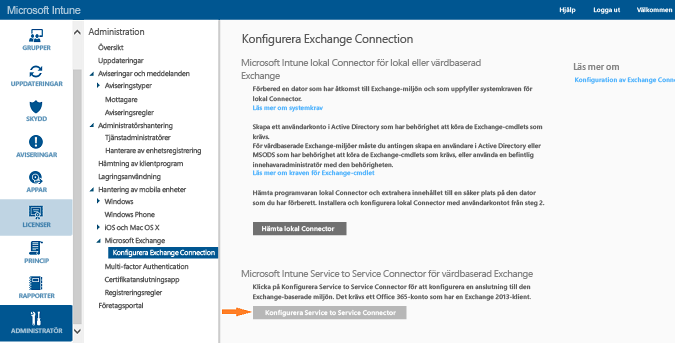 Microsoft Intune
Hjälp
Logga ut
Välkommen
GRUPPER
UPPDATERINGAR
SKYDD
AVISERINGAR
APPAR
LICENSER
PRINCIP
RAPPORTER
ADMINISTRATÖR
Administration
Översikt
Uppdateringar
Aviseringar och meddelanden
Aviseringstyper
Mottagare
Aviseringsregler
Administratörshantering
Tjänstadministratörer
Hanterare av enhetsregistrering
Hämtning av klientprogram
Lagringsanvändning
Hantering av mobila enheter
Windows
Windows Phone
iOS och Mac OS X
Microsoft Exchange
Konfigurera Exchange Connection
Multi-factor Authentication
Certifikatanslutningsapp
Registreringsregler
Företagsportal
Konfigurera Exchange Connection
Microsoft Intune lokal Connector för lokal eller värdbaserad
Exchange
Förbered en dator som har åtkomst till Exchange-miljön och som uppfyller systemkraven för
lokal Connector.
Läs mer om systemkrav
Skapa ett användarkonto i Active Directory som har behörighet att köra de Exchange-cmdlets som
krävs.
För värdbaserade Exchange-miljöer måste du antingen skapa en användare i Active Directory eller
MSODS som har behörighet att köra de Exchange-cmdlets som krävs, eller använda en befintlig
innehavaradministratör med den behörigheten.
Läs mer om kraven för Exchange-cmdlet
Hämta programvaran lokal Connector och extrahera innehållet till en säker plats på den dator
som du har förberett. Installera och konfigurera lokal Connector med användarkontot från steg 2.
Hämta lokal Connector
Microsoft Intune Service to Service Connector för värdbaserad Exchange
Klicka på Konfigurera Service to Service Connector för att konfigurera en anslutning till den
Exchange-baserade miljön. Det krävs ett Office 365-konto som har en Exchange 2013-klient.
Konfigurera Service to Service Connector
Läs mer om
Konfiguration av Exchange Conn